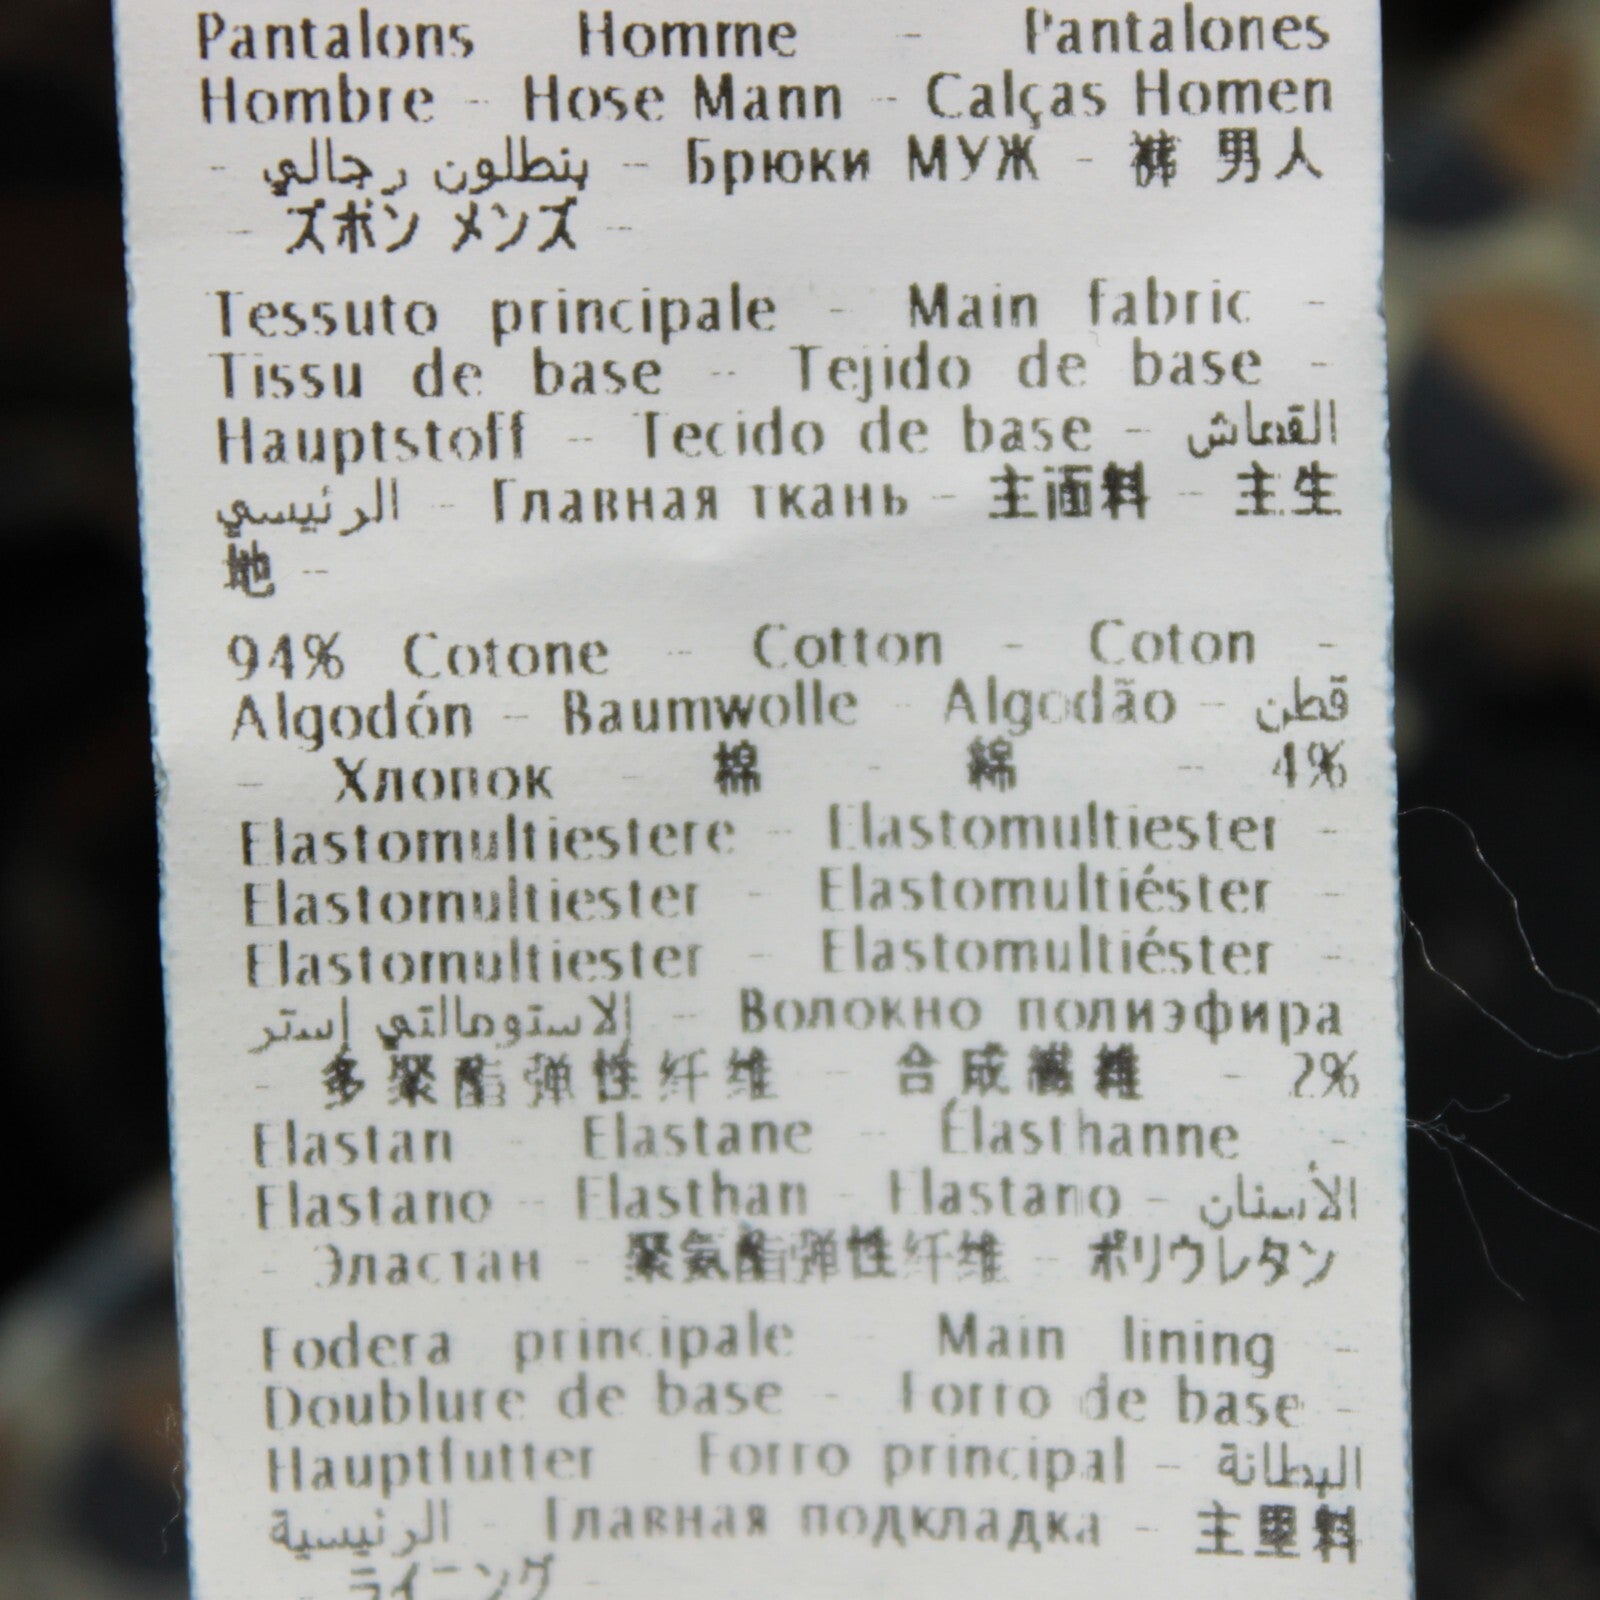 Pantalons Homme - Pantalones
Hombre - Hose Mann - Calças Homen
- بنطلون رجالي - Брюки МУЖ - 裤 男人
- ズボン メンズ -
Tessuto principale - Main fabric -
Tissu de base - Tejido de base -
Hauptstoff - Tecido de base - القماش
الرئيسي - Главная ткань - 主面料 - 主生
地 -
94% Cotone - Cotton - Coton -
Algodón - Baumwolle - Algodão - قطن
- Хлопок - 棉 - 綿 - 4%
Elastomultiestere - Elastomultiester -
Elastomultiester - Elastomultiéster -
Elastomultiester - Elastomultiéster -
إلاستومالتي إستر - Волокно полиэфира
- 多聚酯弹性纤维 - 合成繊維 - 2%
Elastan - Elastane - Élasthanne -
Elastano - Elasthan - Elastano - الأستان
- Эластан - 聚氨酯弹性纤维 - ポリウレタン
Fodera principale - Main lining -
Doublure de base - Forro de base -
Hauptfutter - Forro principal - البطانة
الرئيسية - Главная подкладка - 主里料
- ライニング -